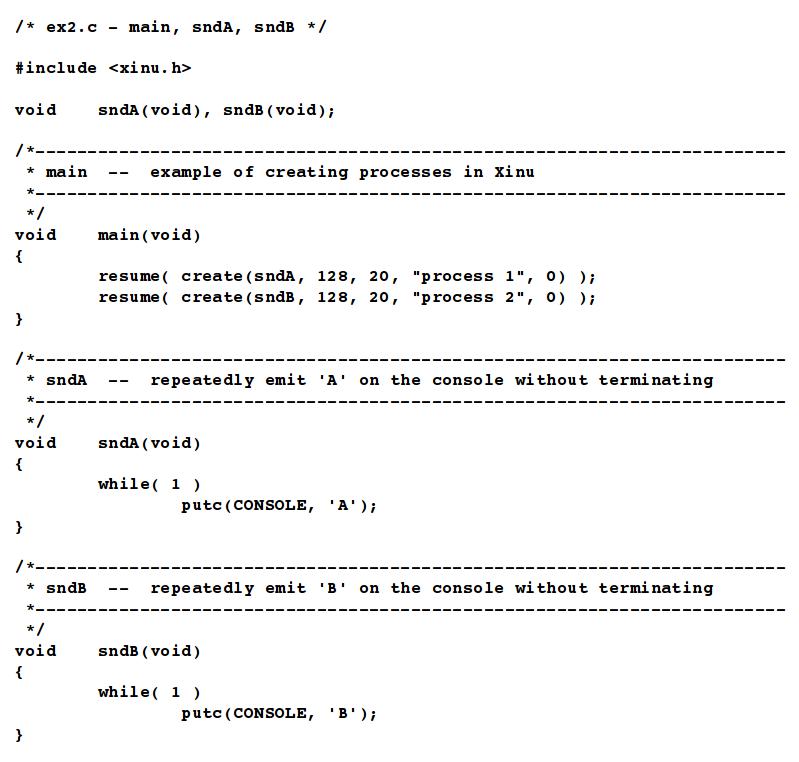 /* ex2.c - main, sndA, sndB */
#include <xinu.h>
void    sndA(void), sndB(void);
/*------------------------------------------------------------------------
 * main  --  example of creating processes in Xinu
 *------------------------------------------------------------------------
 */
void    main(void)
{
        resume( create(sndA, 128, 20, "process 1", 0) );
        resume( create(sndB, 128, 20, "process 2", 0) );
}
/*------------------------------------------------------------------------
 * sndA  --  repeatedly emit 'A' on the console without terminating
 *------------------------------------------------------------------------
 */
void    sndA(void)
{
        while( 1 )
                putc(CONSOLE, 'A');
}
/*------------------------------------------------------------------------
 * sndB  --  repeatedly emit 'B' on the console without terminating
 *------------------------------------------------------------------------
 */
void    sndB(void)
{
        while( 1 )
                putc(CONSOLE, 'B');
}